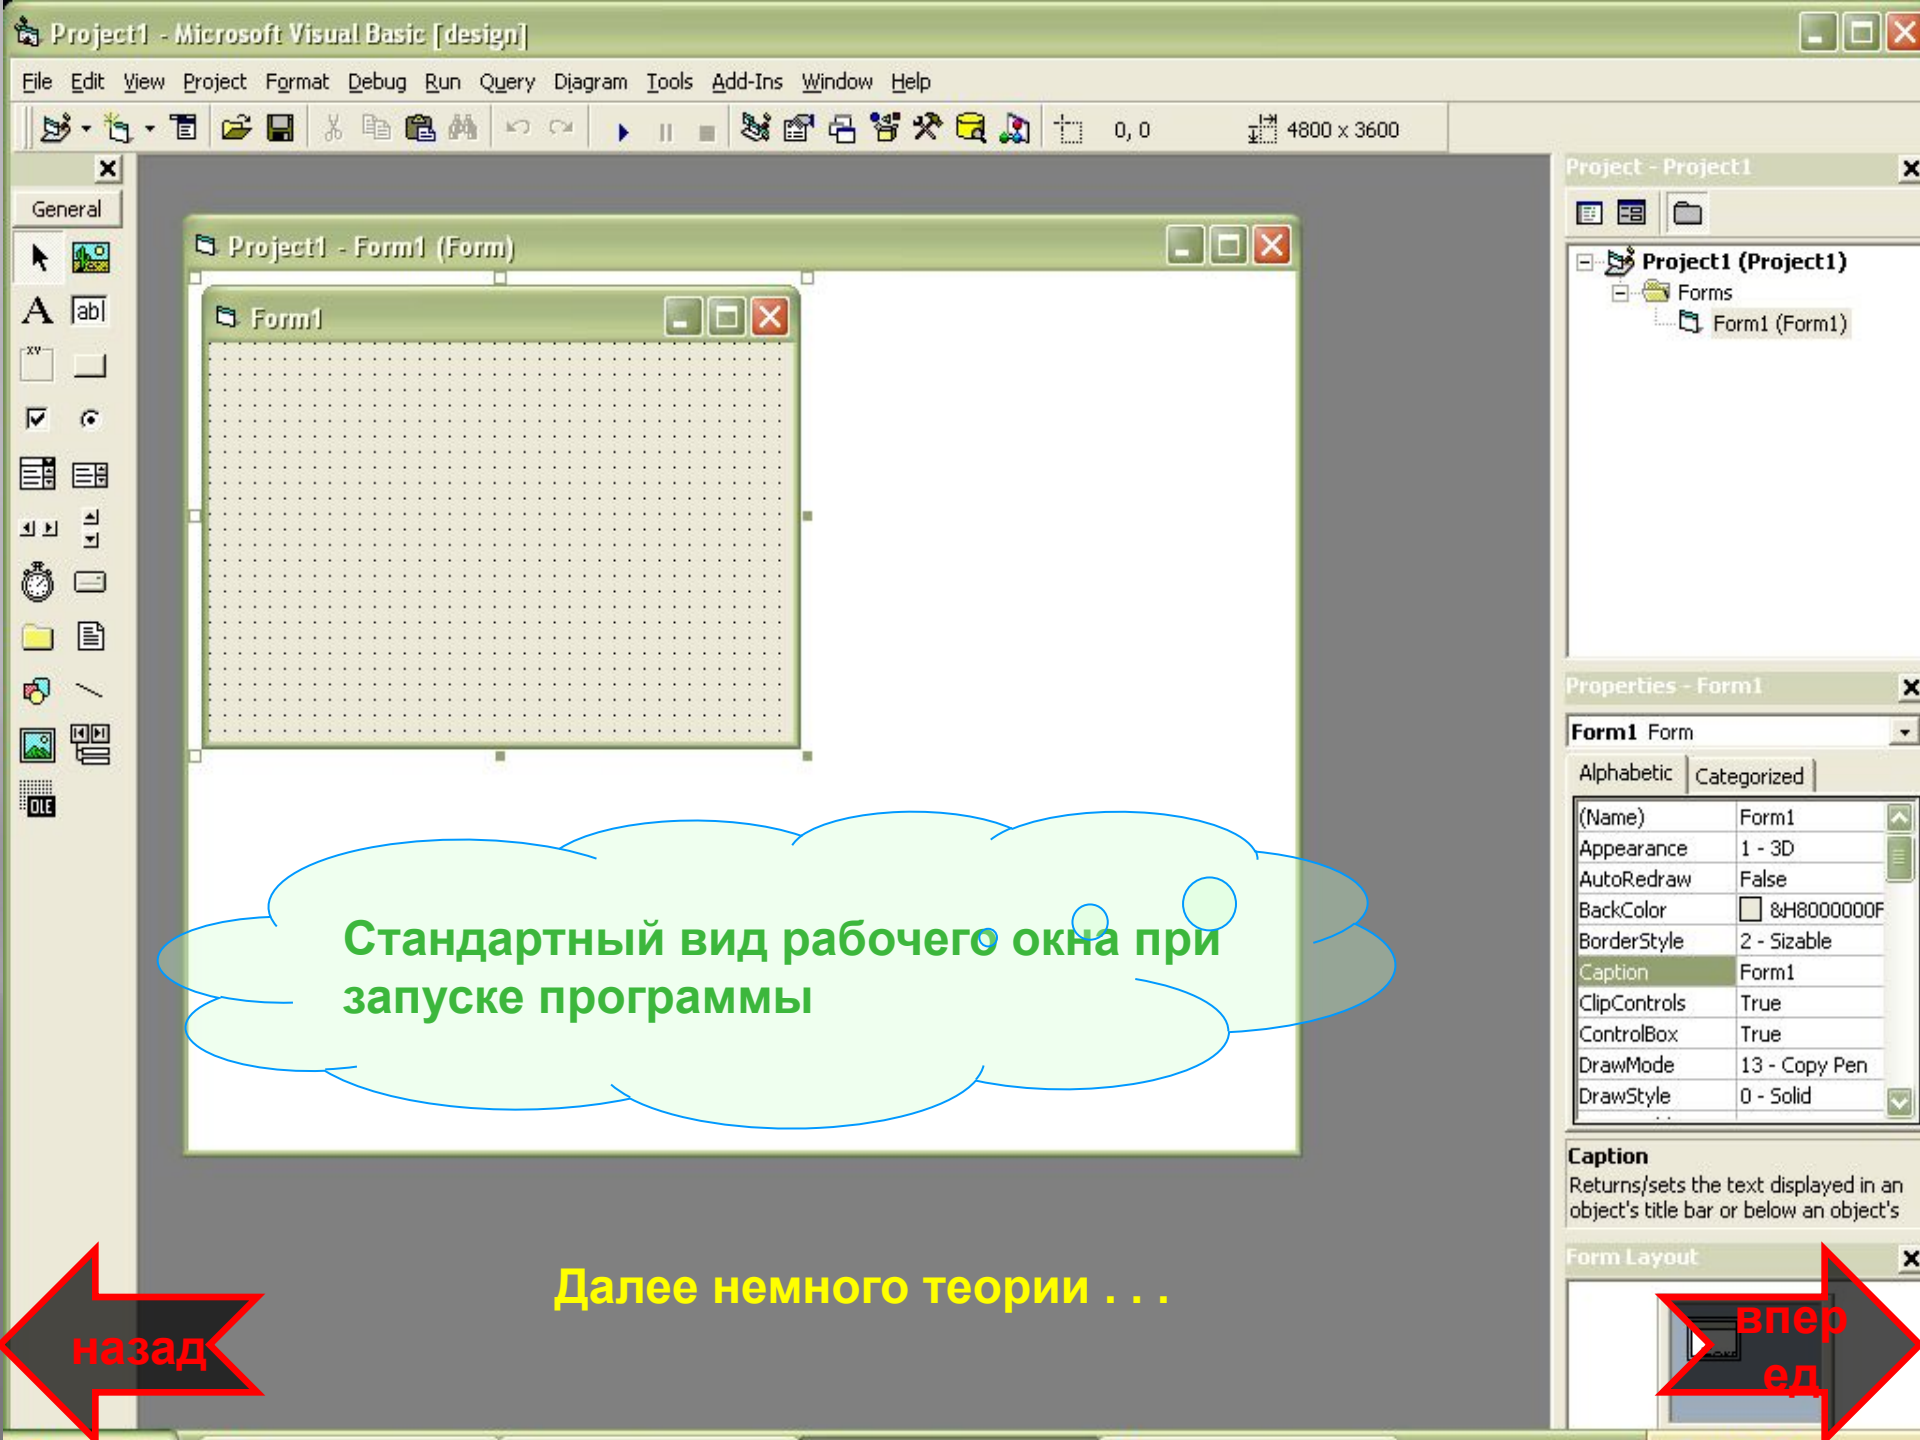 Project1 - Microsoft Visual Basic [design]
File Edit View Project Format Debug Run Query Diagram Tools Add-Ins Window Help
0, 0 4800 x 3600
General
Project1 - Form1 (Form)
Form1
A ab|
XY
OLE
Project - Project1
Project1 (Project1)
Forms
Form1 (Form1)
Properties - Form1
Form1 Form
Alphabetic Categorized
(Name) Form1
Appearance 1 - 3D
AutoRedraw False
BackColor &H8000000F
BorderStyle 2 - Sizable
Caption Form1
ClipControls True
ControlBox True
DrawMode 13 - Copy Pen
DrawStyle 0 - Solid
Caption
Returns/sets the text displayed in an
object's title bar or below an object's
Form Layout
Стандартный вид рабочего окна при
запуске программы
Далее немного теории . . .
назад
впер
ед